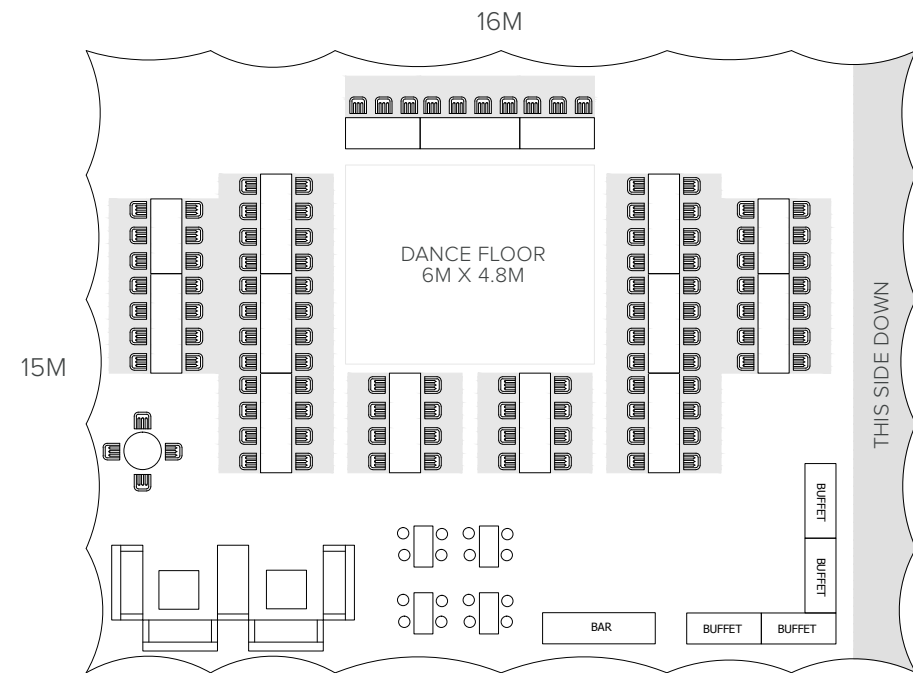 16M
DANCE FLOOR
6M X 4.8M
15M
THIS SIDE DOWN
BUFFET
BUFFET
BAR
BUFFET
BUFFET